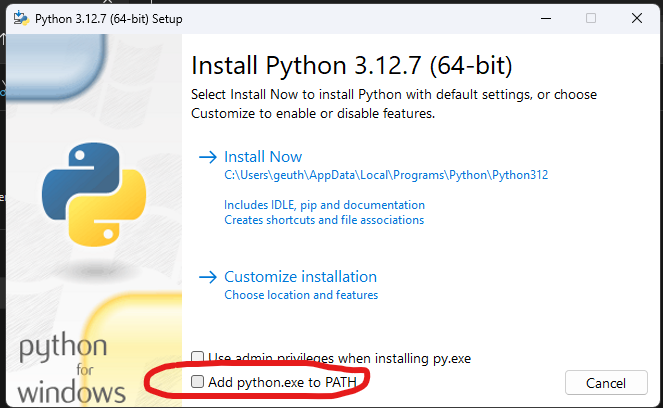 Python 3.12.7 (64-bit) Setup
Install Python 3.12.7 (64-bit)
Select Install Now to install Python with default settings, or choose
Customize to enable or disable features.
Install Now
C:\Users\geuth\AppData\Local\Programs\Python\Python312
Includes IDLE, pip and documentation
Creates shortcuts and file associations
Customize installation
Choose location and features
Use admin privileges when installing py.exe
Add python.exe to PATH
Cancel
python
for
windows